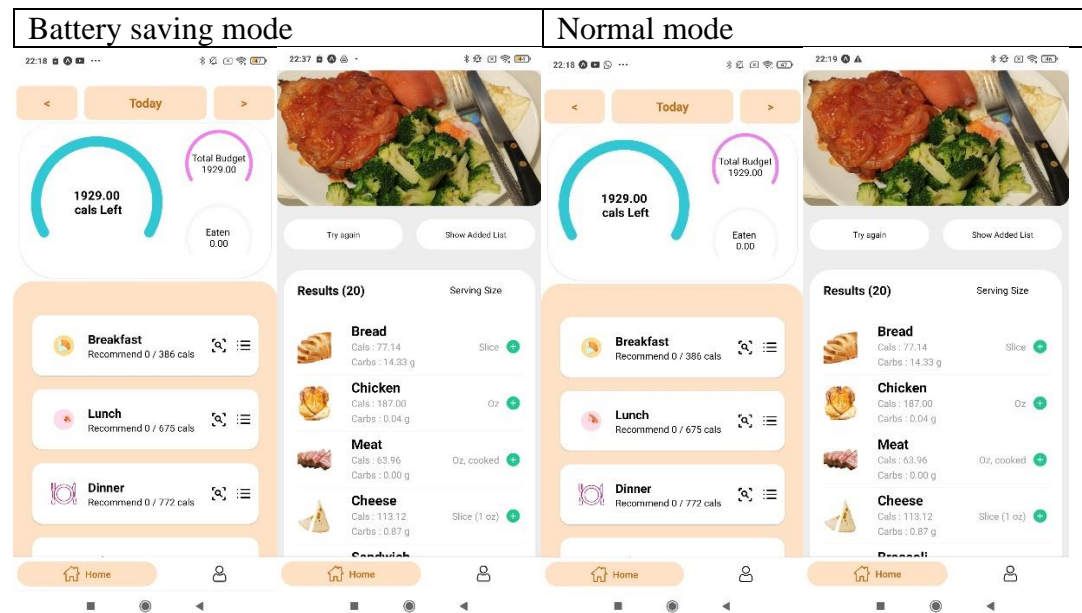 Battery saving mode
Normal mode
22:18
47
< Today >
1929.00
cals Left
Total Budget
1929.00
Eaten
0.00
Breakfast
Recommend 0 / 386 cals
Lunch
Recommend 0 / 675 cals
Dinner
Recommend 0 / 772 cals
Home
22:37
Try again
Show Added List
Results (20)
Serving Size
Bread
Cals : 77.14
Slice
Carbs : 14.33 g
Chicken
Cals : 187.00
Oz
Carbs : 0.04 g
Meat
Cals : 63.96
Oz, cooked
Carbs : 0.00 g
Cheese
Cals : 113.12
Slice (1 oz)
Carbs : 0.87 g
Sandwich
Home
22:18
47
< Today >
1929.00
cals Left
Total Budget
1929.00
Eaten
0.00
Breakfast
Recommend 0 / 386 cals
Lunch
Recommend 0 / 675 cals
Dinner
Recommend 0 / 772 cals
Home
22:19
46
Try again
Show Added List
Results (20)
Serving Size
Bread
Cals : 77.14
Slice
Carbs : 14.33 g
Chicken
Cals : 187.00
Oz
Carbs : 0.04 g
Meat
Cals : 63.96
Oz, cooked
Carbs : 0.00 g
Cheese
Cals : 113.12
Slice (1 oz)
Carbs : 0.87 g
Broccoli
Home